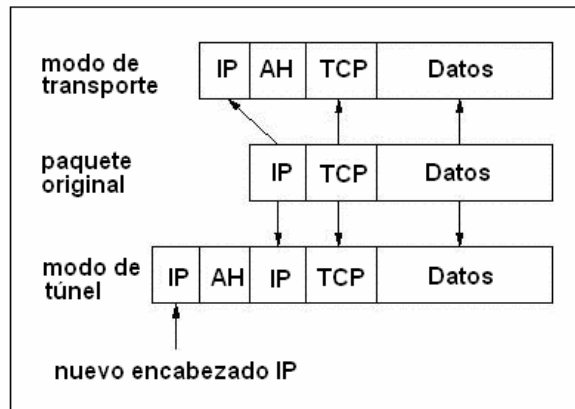 modo de
transporte
IP AH TCP Datos
paquete
original
IP TCP Datos
modo de
túnel
IP AH IP TCP Datos
nuevo encabezado IP